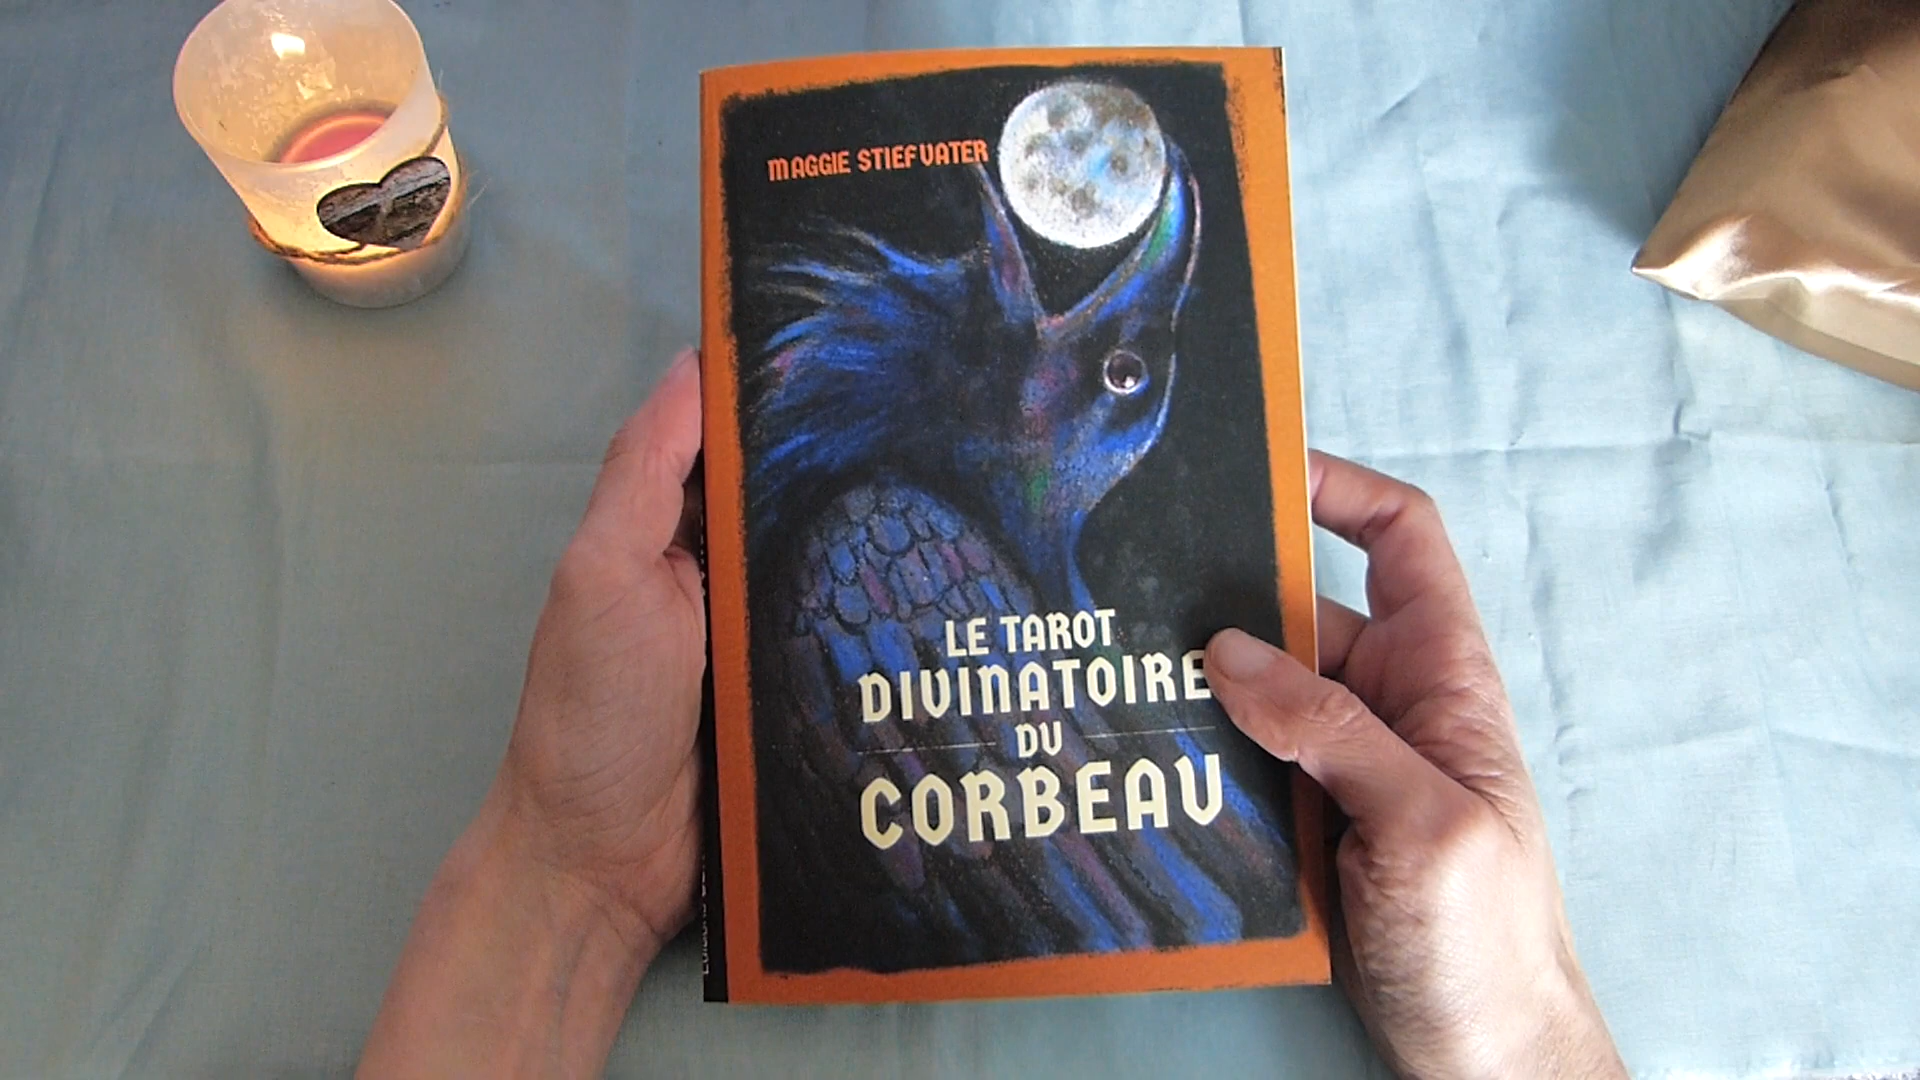 MAGGIE STIEFVATER
LE TAROT
DIVINATOIRE
DU
CORBEAU